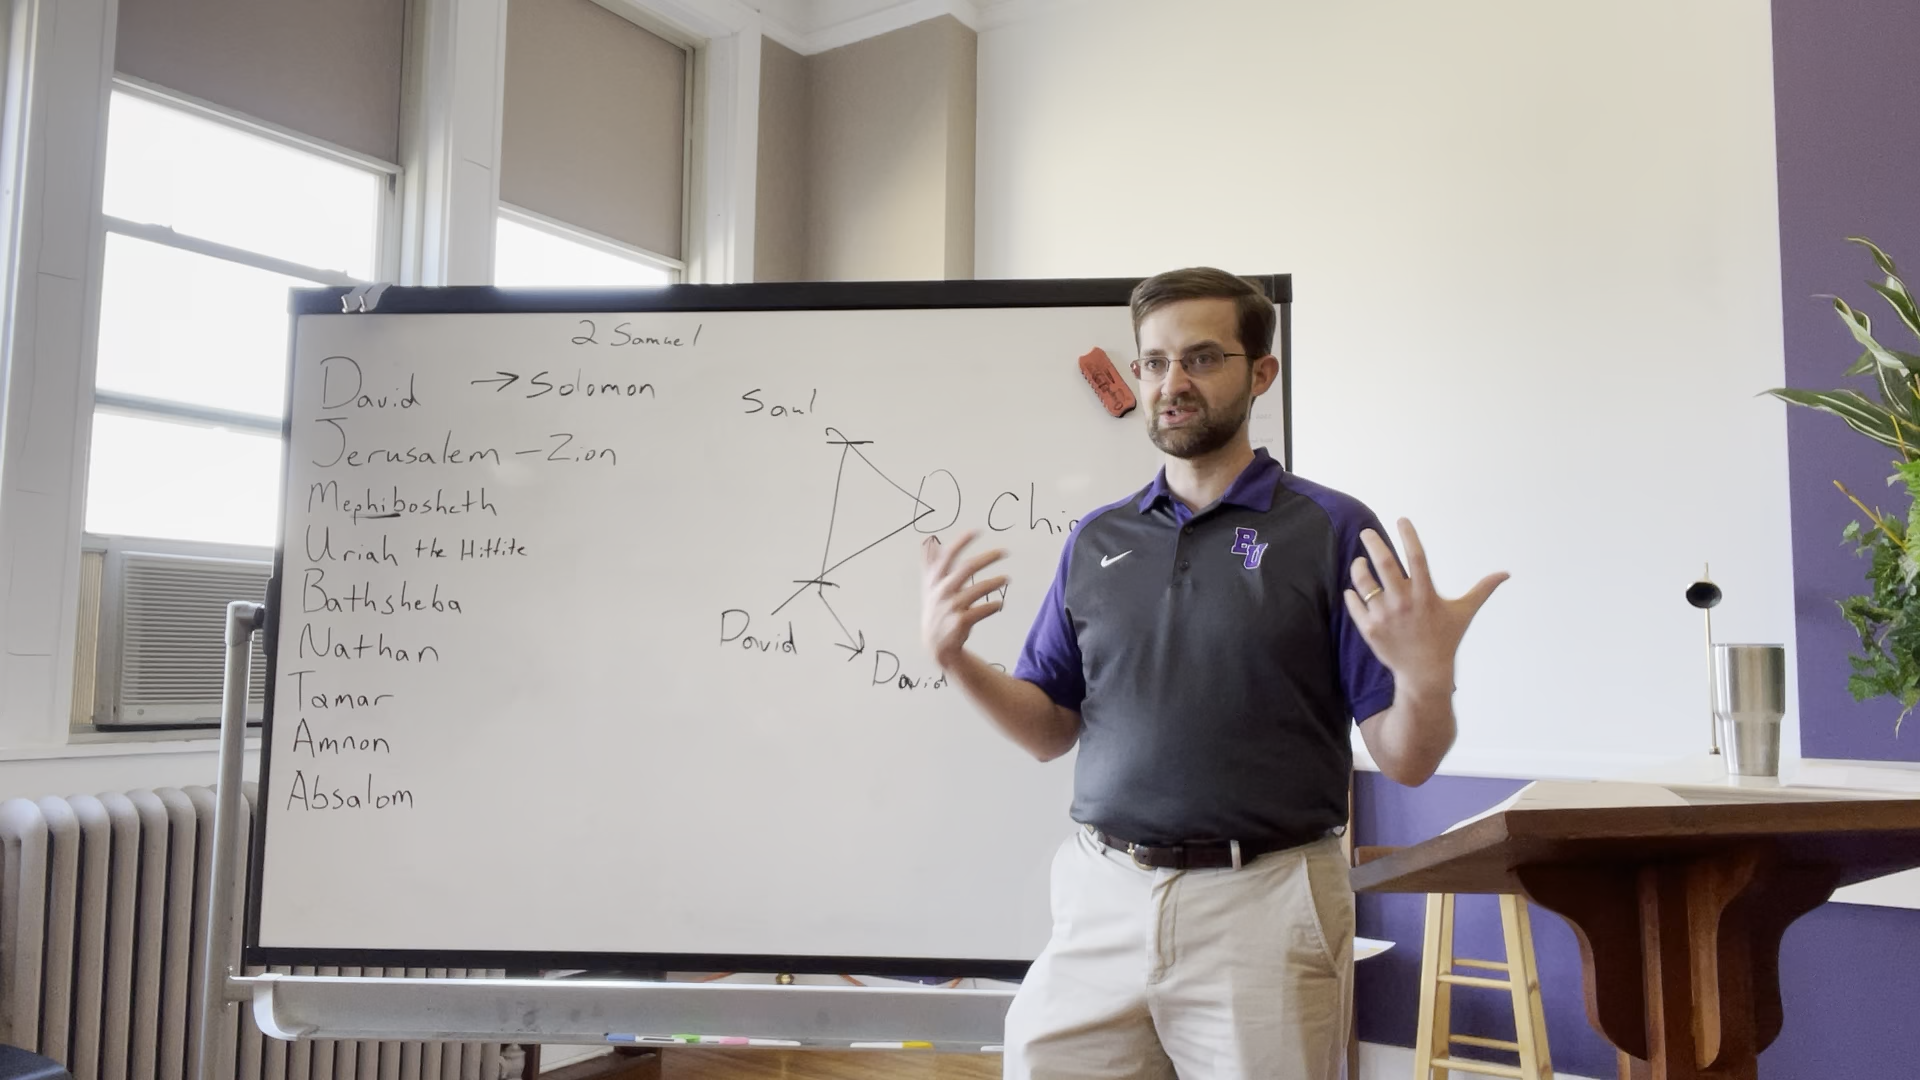 2 Samuel
David → Solomon
Jerusalem - Zion
Mephibosheth
Uriah the Hittite
Bathsheba
Nathan
Tamar
Amnon
Absalom
Saul
David
David
BU